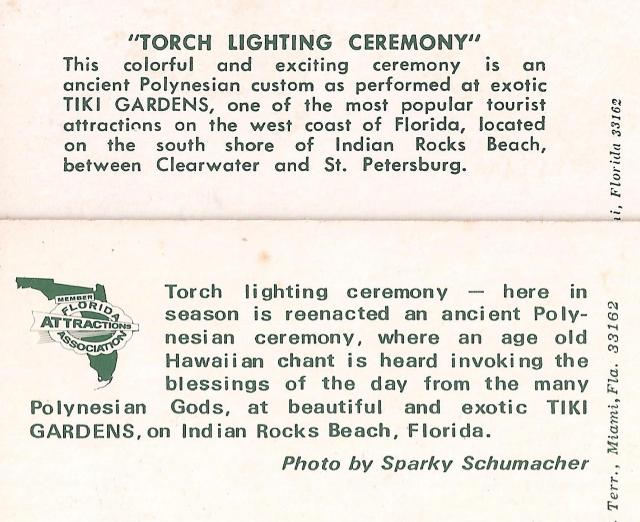 "TORCH LIGHTING CEREMONY"
This colorful and exciting ceremony is an
ancient Polynesian custom as performed at exotic
TIKI GARDENS, one of the most popular tourist
attractions on the west coast of Florida, located
on the south shore of Indian Rocks Beach,
between Clearwater and St. Petersburg.
Florida 33162
MEMBER
FLORIDA
ATTRACTIONS
ASSOCIATION
Torch lighting ceremony — here in
season is reenacted an ancient Poly-
nesian ceremony, where an age old
Hawaiian chant is heard invoking the
blessings of the day from the many
Polynesian Gods, at beautiful and exotic TIKI
GARDENS, on Indian Rocks Beach, Florida.
Photo by Sparky Schumacher
Terr., Miami, Fla. 33162